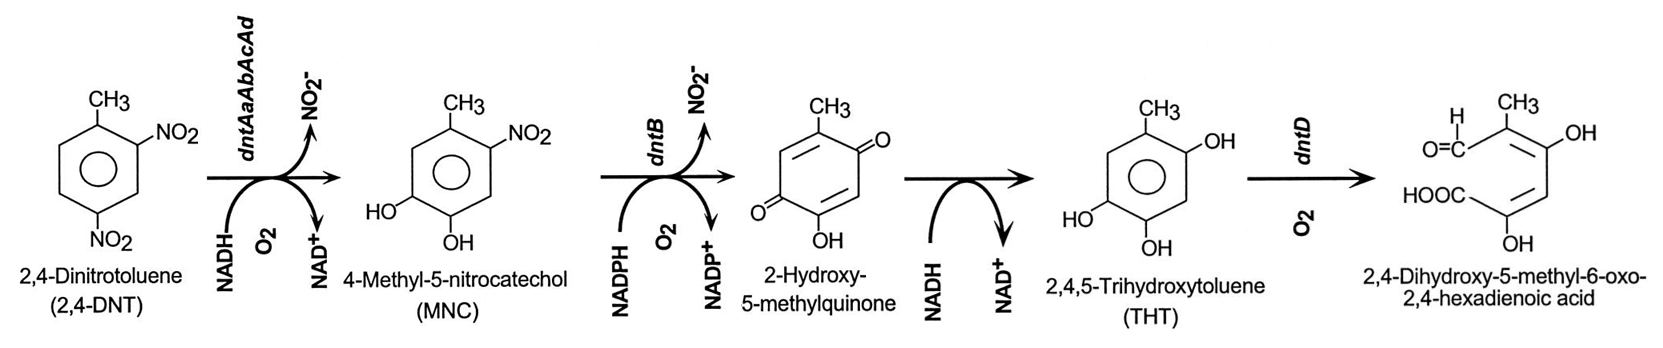 dntAaAbAcAd
NO2-
NADH
O2
NAD+
CH3
NO2
NO2
2,4-Dinitrotoluene
(2,4-DNT)
CH3
NO2
HO
OH
4-Methyl-5-nitrocatechol
(MNC)
dntB
NO2-
NADPH
O2
NADP+
CH3
O
O
OH
2-Hydroxy-
5-methylquinone
NADH
NAD+
CH3
OH
HO
OH
2,4,5-Trihydroxytoluene
(THT)
dntD
O2
H
CH3
O=C
OH
HOOC
OH
2,4-Dihydroxy-5-methyl-6-oxo-
2,4-hexadienoic acid